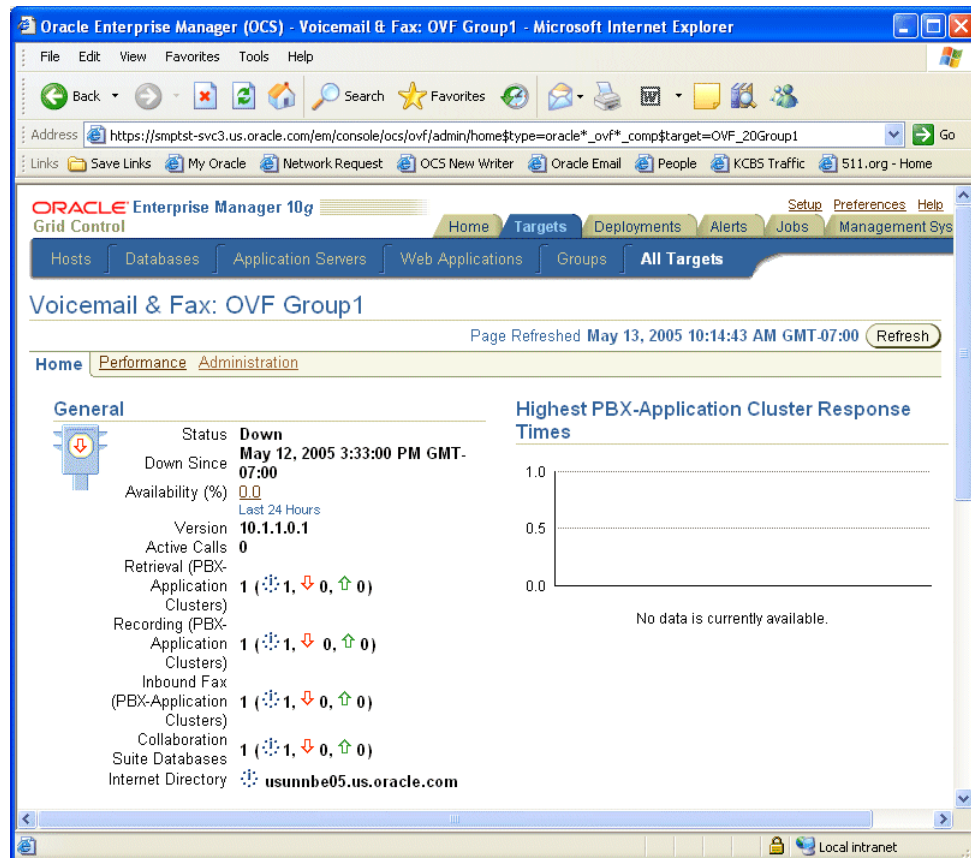 Oracle Enterprise Manager (OCS) - Voicemail & Fax: OVF Group1 - Microsoft Internet Explorer
File Edit View Favorites Tools Help
Back Search Favorites
Address https://smptst-svc3.us.oracle.com/em/console/ocs/ovf/admin/home$type=oracle*_ovf*_comp$target=OVF_20Group1 Go
Links Save Links My Oracle Network Request OCS New Writer Oracle Email People KCBS Traffic 511.org - Home
ORACLE Enterprise Manager 10g
Setup Preferences Help
Grid Control
Home Targets Deployments Alerts Jobs Management Sys
Hosts Databases Application Servers Web Applications Groups All Targets
Voicemail & Fax: OVF Group1
Page Refreshed May 13, 2005 10:14:43 AM GMT-07:00 Refresh
Home Performance Administration
General
Status Down
Down Since May 12, 2005 3:33:00 PM GMT-
07:00
Availability (%) 0.0
Last 24 Hours
Version 10.1.1.0.1
Active Calls 0
Retrieval (PBX-
Application 1 ( 1, 0, 0)
Clusters)
Recording (PBX-
Application 1 ( 1, 0, 0)
Clusters)
Inbound Fax
(PBX-Application 1 ( 1, 0, 0)
Clusters)
Collaboration
Suite Databases 1 ( 1, 0, 0)
Internet Directory usunnbe05.us.oracle.com
Highest PBX-Application Cluster Response
Times
1.0
0.5
0.0
No data is currently available.
Local intranet